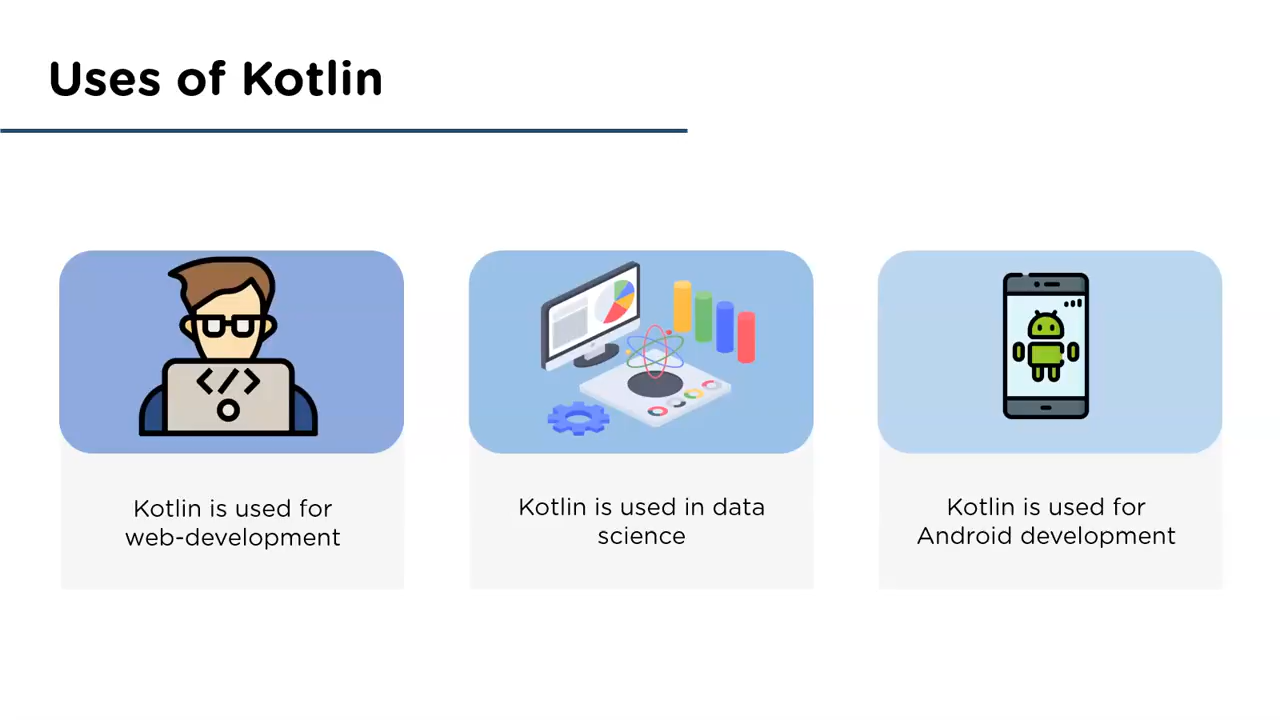 Uses of Kotlin
Kotlin is used for
web-development
Kotlin is used in data
science
Kotlin is used for
Android development